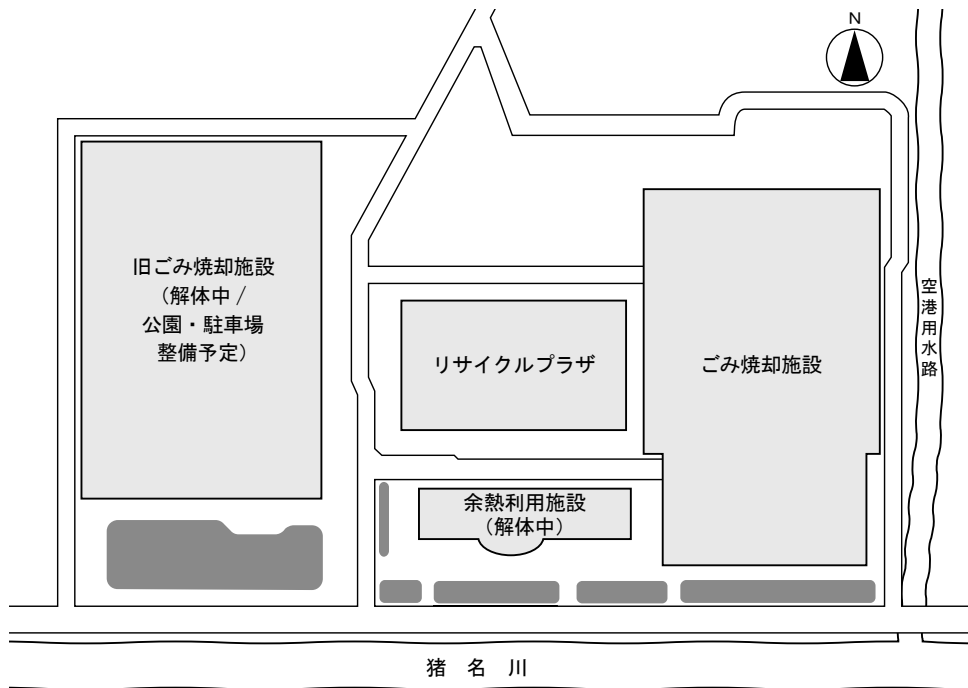 N
旧ごみ焼却施設
（解体中 /
公園・駐車場
整備予定）
リサイクルプラザ
ごみ焼却施設
空港用水路
余熱利用施設
（解体中）
猪 名 川